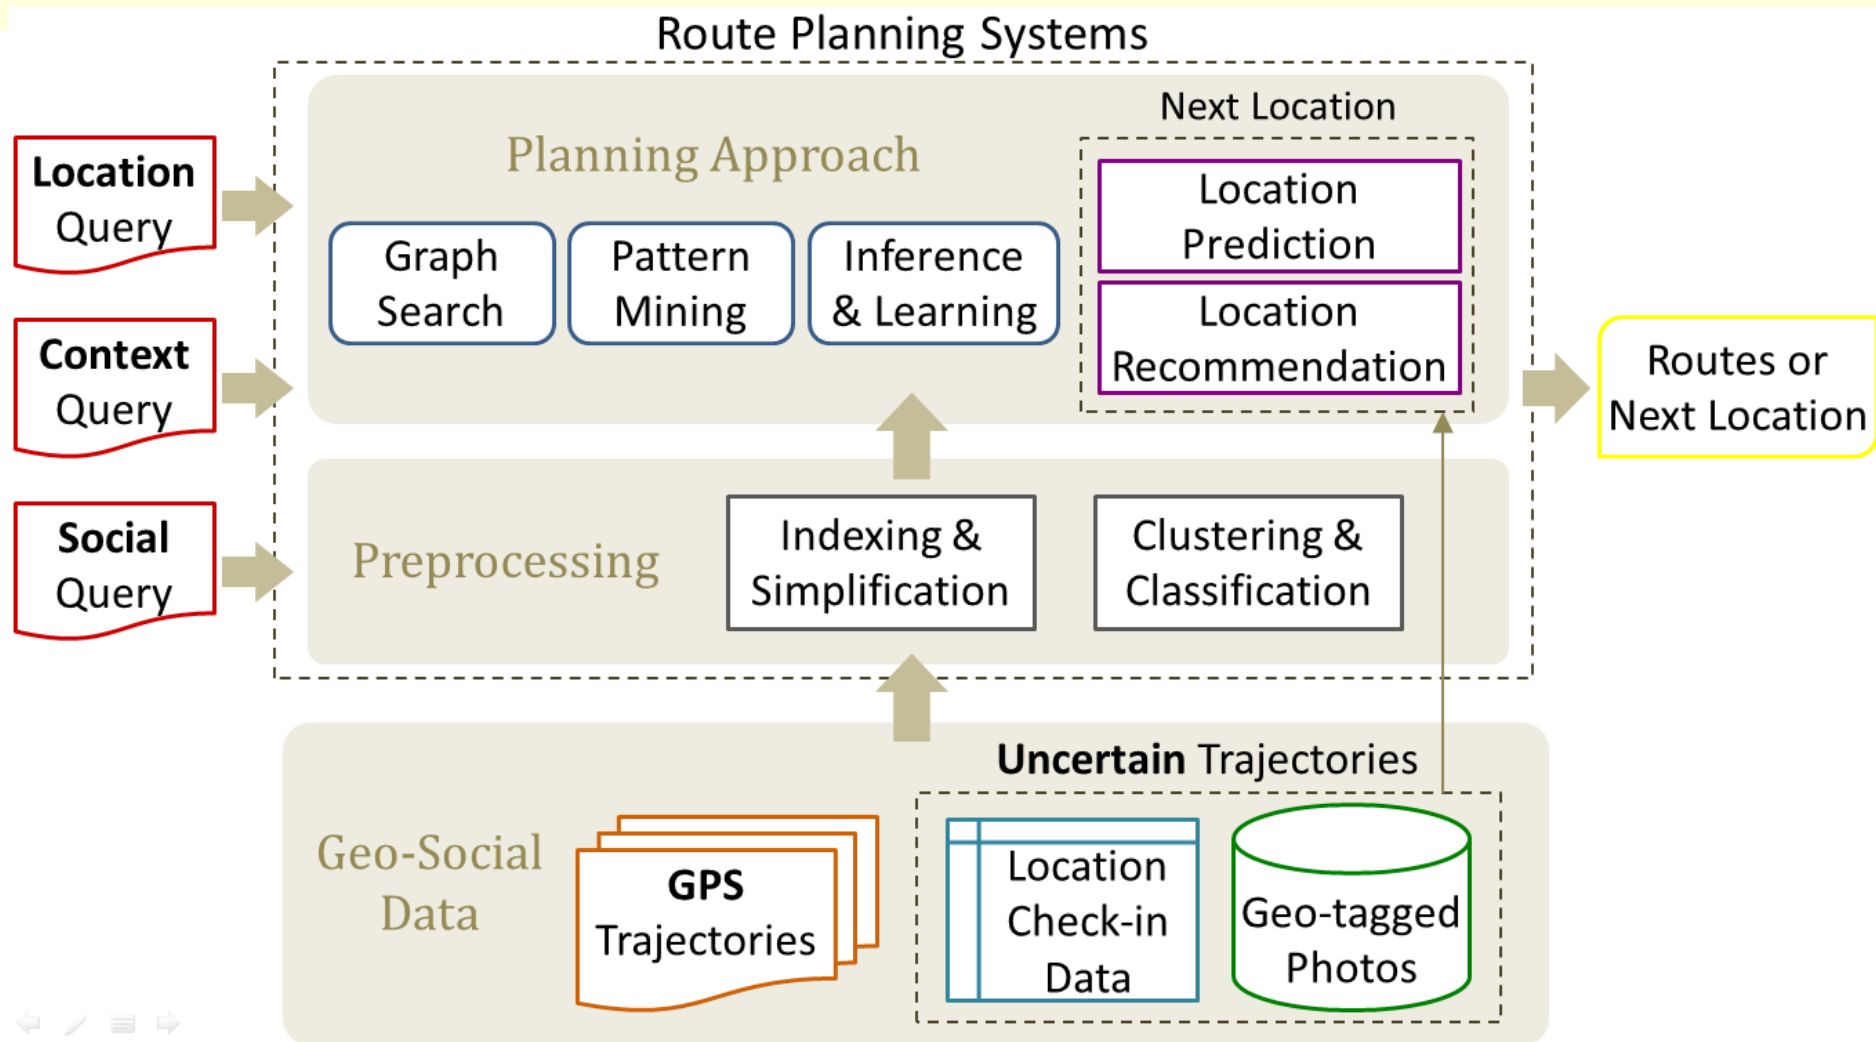 Route Planning Systems
Location
Query
Context
Query
Social
Query
Planning Approach
Graph
Search
Pattern
Mining
Inference
& Learning
Next Location
Location
Prediction
Location
Recommendation
Routes or
Next Location
Preprocessing
Indexing &
Simplification
Clustering &
Classification
Geo-Social
Data
GPS
Trajectories
Uncertain Trajectories
Location
Check-in
Data
Geo-tagged
Photos